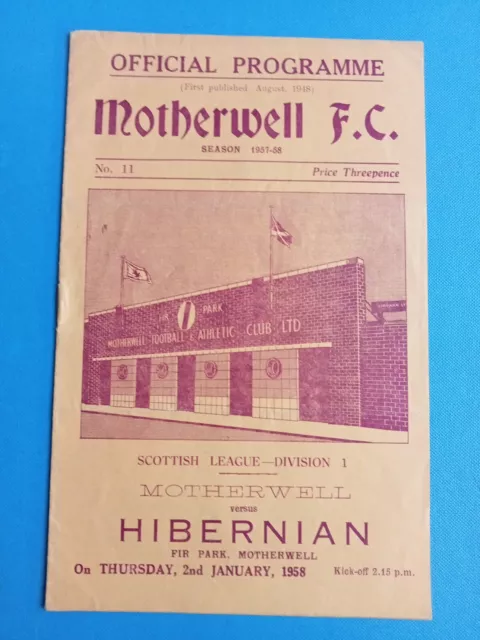 OFFICIAL PROGRAMME
(First published August, 1948)
Motherwell F.C.
SEASON 1957-58
No. 11 Price Threepence
FIR PARK
MOTHERWELL FOOTBALL & ATHLETIC CLUB LTD
SCOTTISH LEAGUE—DIVISION 1
MOTHERWELL
versus
HIBERNIAN
FIR PARK, MOTHERWELL
On THURSDAY, 2nd JANUARY, 1958 Kick-off 2.15 p.m.